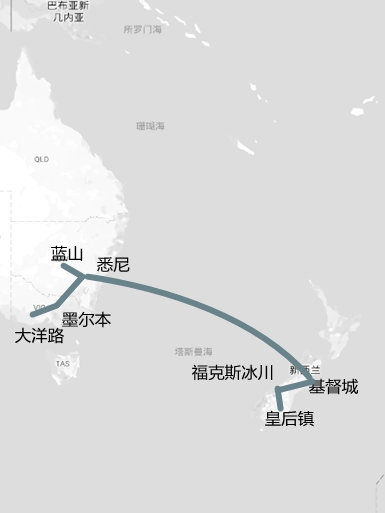 巴布亚新
几内亚
所罗门海
珊瑚海
QLD
蓝山
悉尼
VIC
墨尔本
大洋路
塔斯曼海
TAS
福克斯冰川
新西兰
基督城
皇后镇